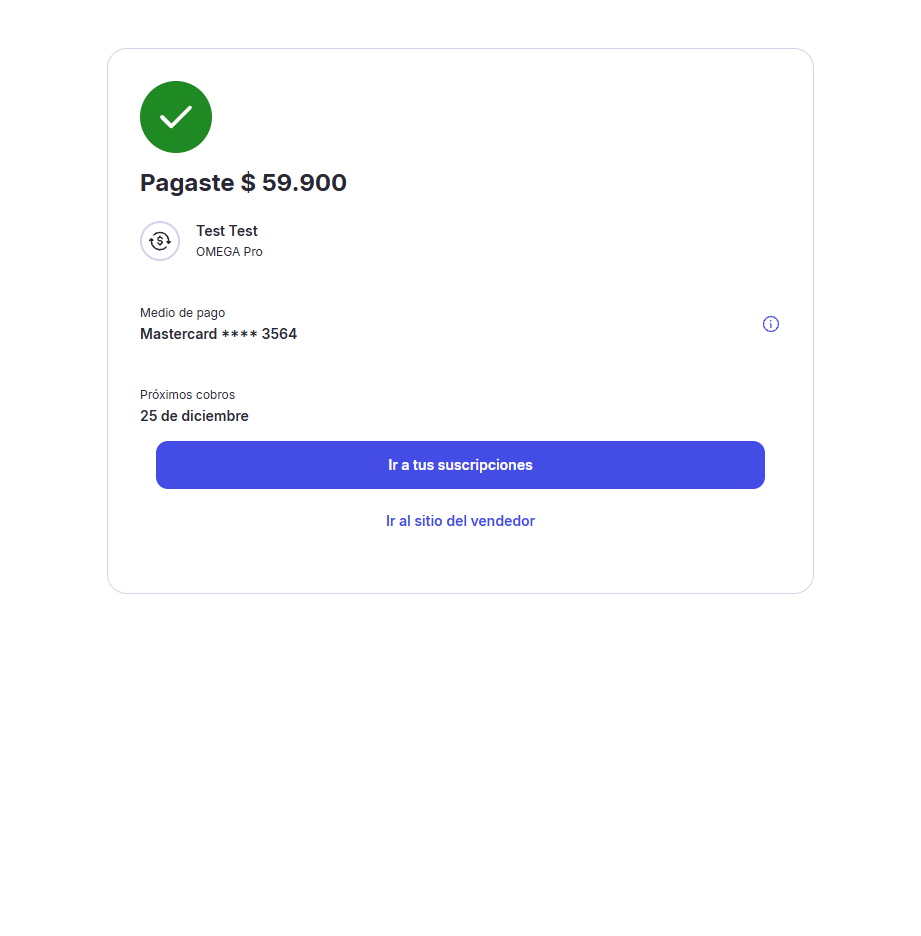 Pagaste $ 59.900
Test Test
OMEGA Pro
Medio de pago
Mastercard **** 3564
Próximos cobros
25 de diciembre
Ir a tus suscripciones
Ir al sitio del vendedor